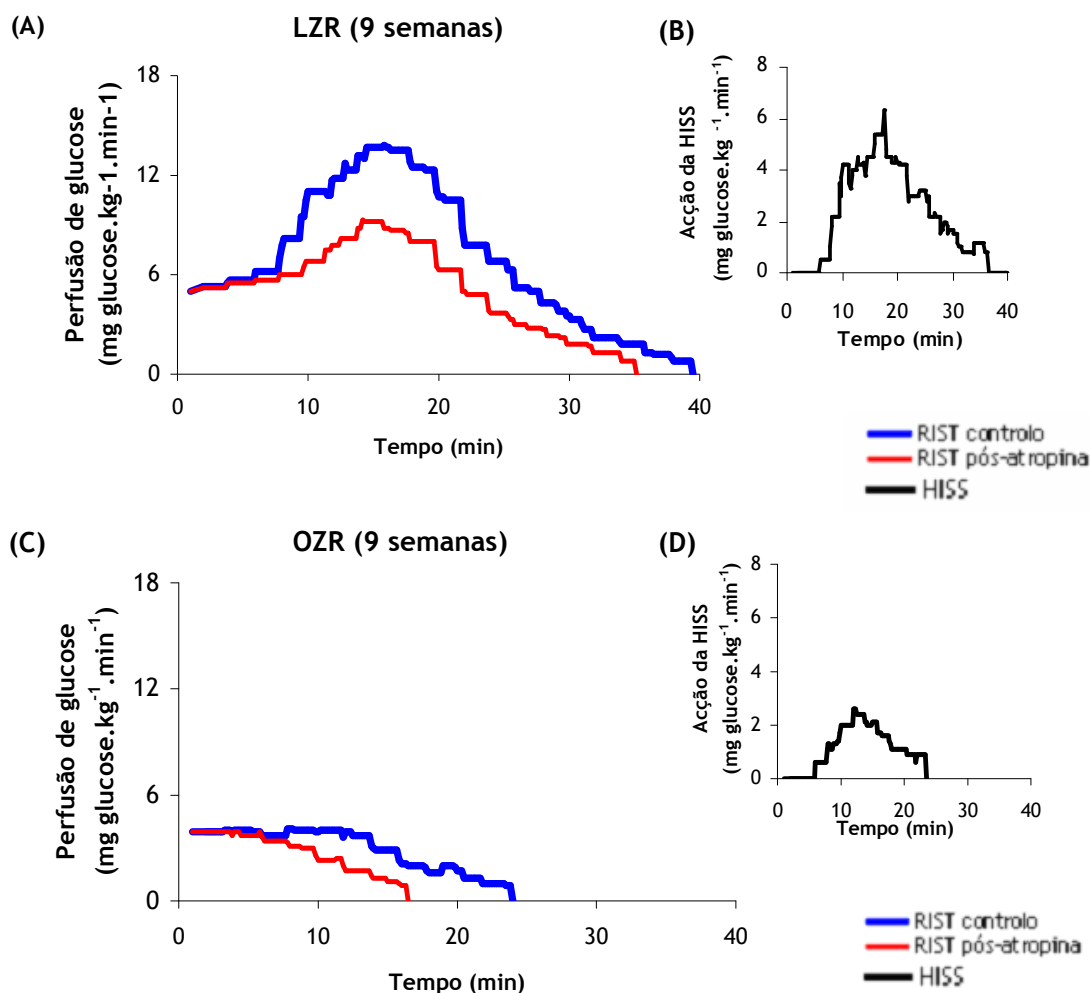 (A)
LZR (9 semanas)
Perfusão de glucose
(mg glucose.kg-1.min-1)
18
12
6
0
0
10
20
30
40
Tempo (min)
(B)
Acção da HISS
(mg glucose.kg⁻¹.min⁻¹)
8
6
4
2
0
0
10
20
30
40
Tempo (min)
RIST controlo
RIST pós-atropina
HISS
(C)
OZR (9 semanas)
Perfusão de glucose
(mg glucose.kg⁻¹.min⁻¹)
18
12
6
0
0
10
20
30
40
Tempo (min)
(D)
Acção da HISS
(mg glucose.kg⁻¹.min⁻¹)
8
6
4
2
0
0
10
20
30
40
Tempo (min)
RIST controlo
RIST pós-atropina
HISS